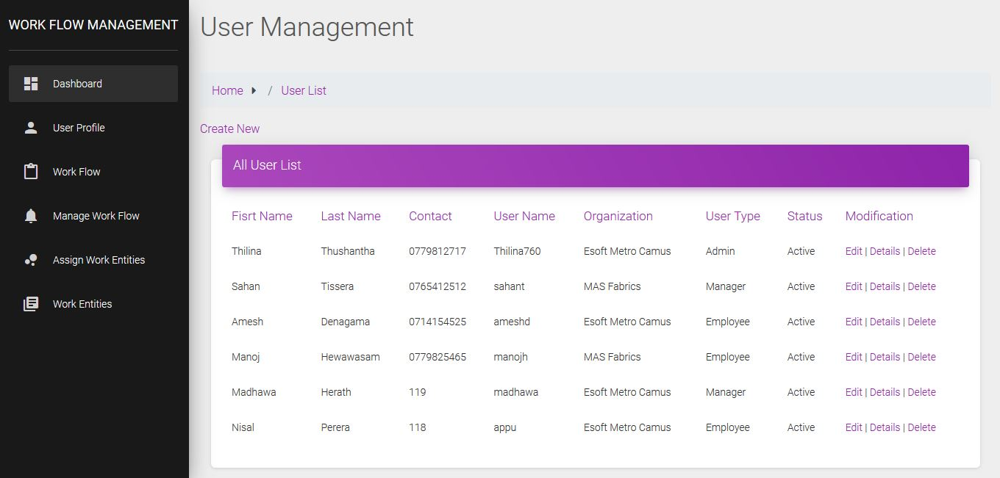 WORK FLOW MANAGEMENT
Dashboard
User Profile
Work Flow
Manage Work Flow
Assign Work Entities
Work Entities
User Management
Home / User List
Create New
All User List
Fisrt Name Last Name Contact User Name Organization User Type Status Modification
Thilina Thushantha 0779812717 Thilina760 Esoft Metro Camus Admin Active Edit | Details | Delete
Sahan Tissera 0765412512 sahant MAS Fabrics Manager Active Edit | Details | Delete
Amesh Denagama 0714154525 ameshd Esoft Metro Camus Employee Active Edit | Details | Delete
Manoj Hewawasam 0779825465 manojh MAS Fabrics Employee Active Edit | Details | Delete
Madhawa Herath 119 madhawa Esoft Metro Camus Manager Active Edit | Details | Delete
Nisal Perera 118 appu Esoft Metro Camus Employee Active Edit | Details | Delete